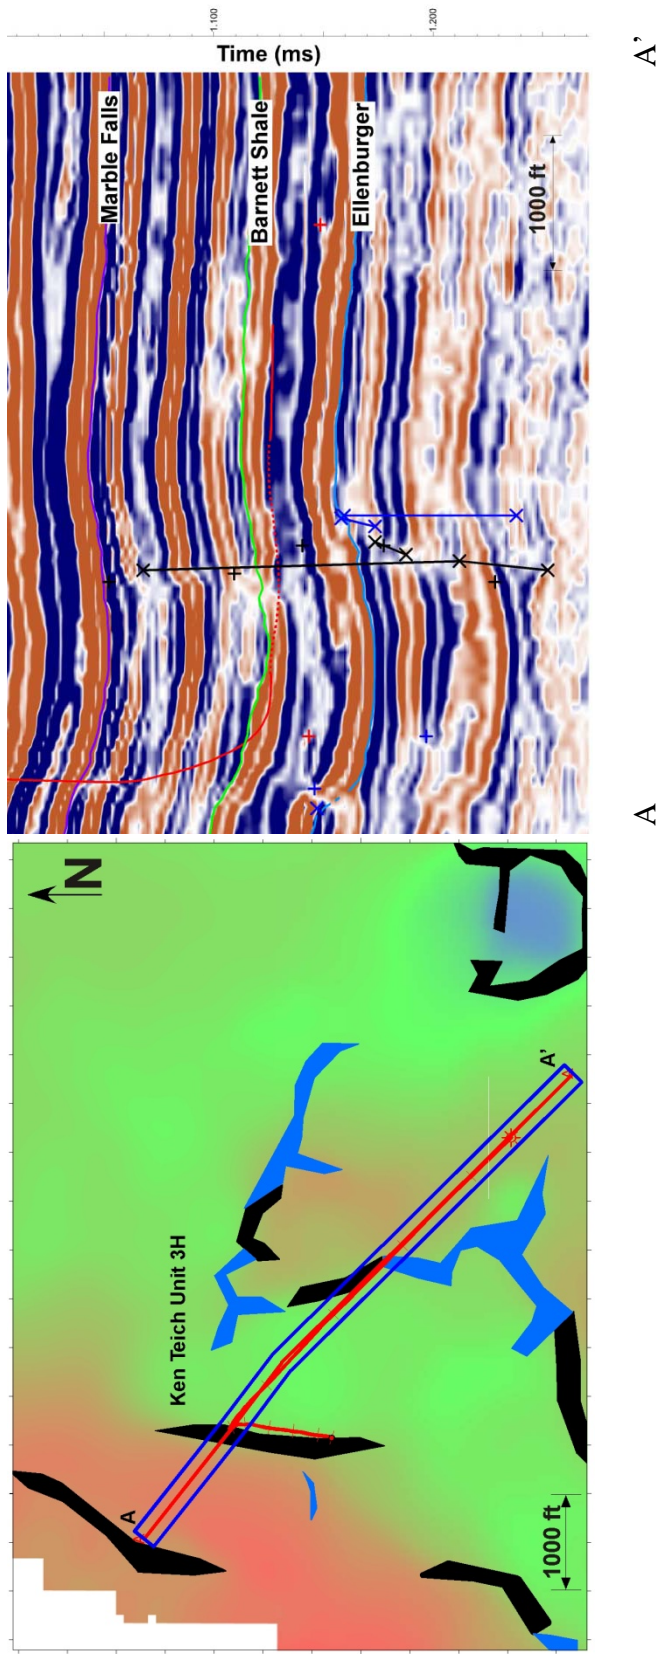 1.100
1.200
Time (ms)
Marble Falls
Barnett Shale
Ellenburger
1000 ft
A
A'
N
Ken Teich Unit 3H
A
A'
1000 ft